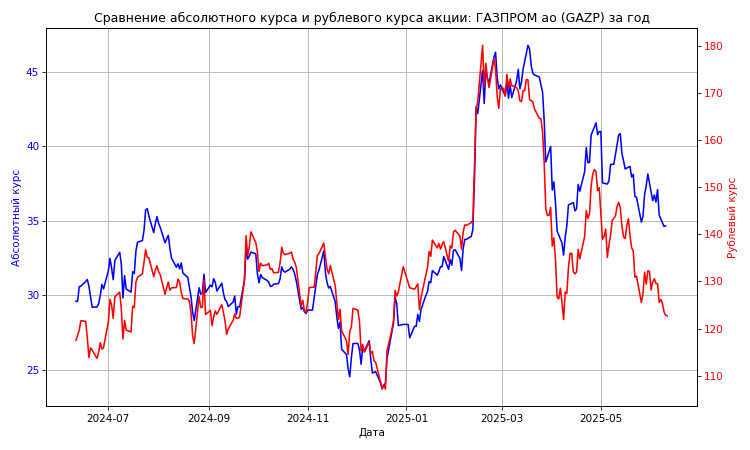 Сравнение абсолютного курса и рублевого курса акции: ГАЗПРОМ ао (GAZP) за год
Абсолютный курс
45
40
35
30
25
180
170
160
150
140
130
120
110
Рублевый курс
2024-07 2024-09 2024-11 2025-01 2025-03 2025-05
Дата